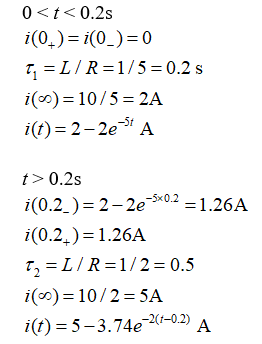 0 < t < 0.2s
i(0₊) = i(0₋) = 0
τ₁ = L / R = 1 / 5 = 0.2 s
i(∞) = 10 / 5 = 2A
i(t) = 2 − 2e⁻⁵ᵗ A
t > 0.2s
i(0.2₋) = 2 − 2e^{−5×0.2} = 1.26A
i(0.2₊) = 1.26A
τ₂ = L / R = 1 / 2 = 0.5
i(∞) = 10 / 2 = 5A
i(t) = 5 − 3.74e^{−2(t−0.2)} A